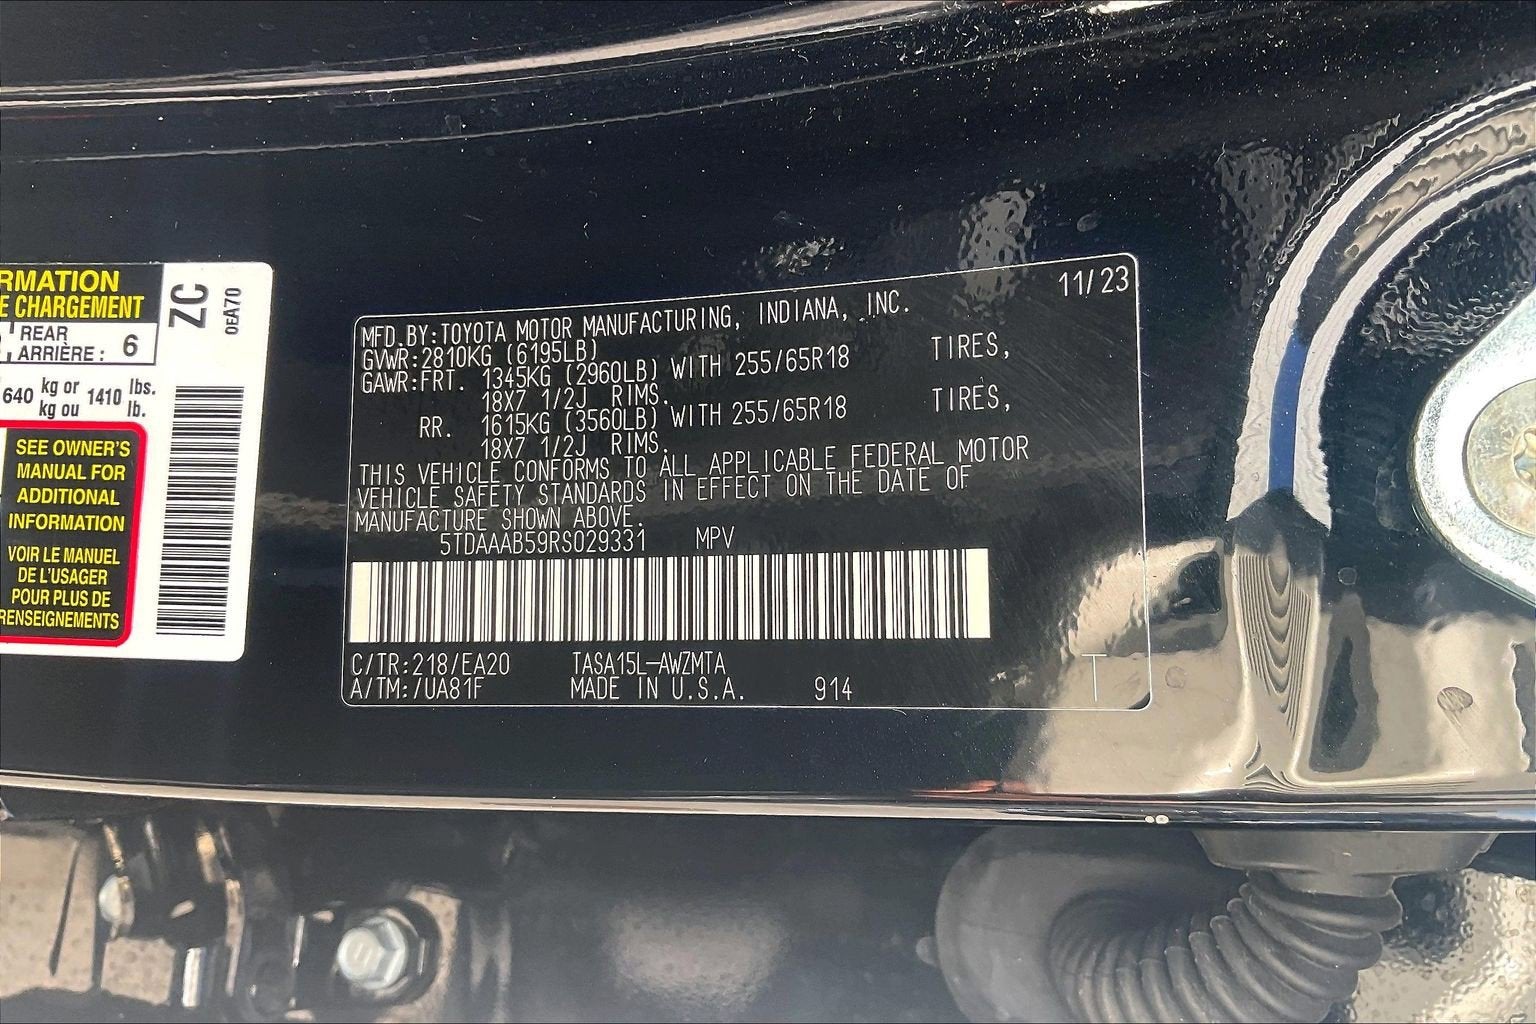 RMATION
E CHARGEMENT
REAR
ARRIÈRE : 6
640 kg or 1410 lbs.
kg ou lb.
SEE OWNER'S
MANUAL FOR
ADDITIONAL
INFORMATION
VOIR LE MANUEL
DE L'USAGER
POUR PLUS DE
RENSEIGNEMENTS
ZC
0EA70
11/23
MFD.BY:TOYOTA MOTOR MANUFACTURING, INDIANA, INC.
GVWR:2810KG (6195LB)
GAWR:FRT. 1345KG (2960LB) WITH 255/65R18 TIRES,
18X7 1/2J RIMS.
RR. 1615KG (3560LB) WITH 255/65R18 TIRES,
18X7 1/2J RIMS.
THIS VEHICLE CONFORMS TO ALL APPLICABLE FEDERAL MOTOR
VEHICLE SAFETY STANDARDS IN EFFECT ON THE DATE OF
MANUFACTURE SHOWN ABOVE.
5TDAAAB59RS029331 MPV
C/TR:218/EA20 TASA15L-AWZMTA
A/TM:/UA81F MADE IN U.S.A. 914
T